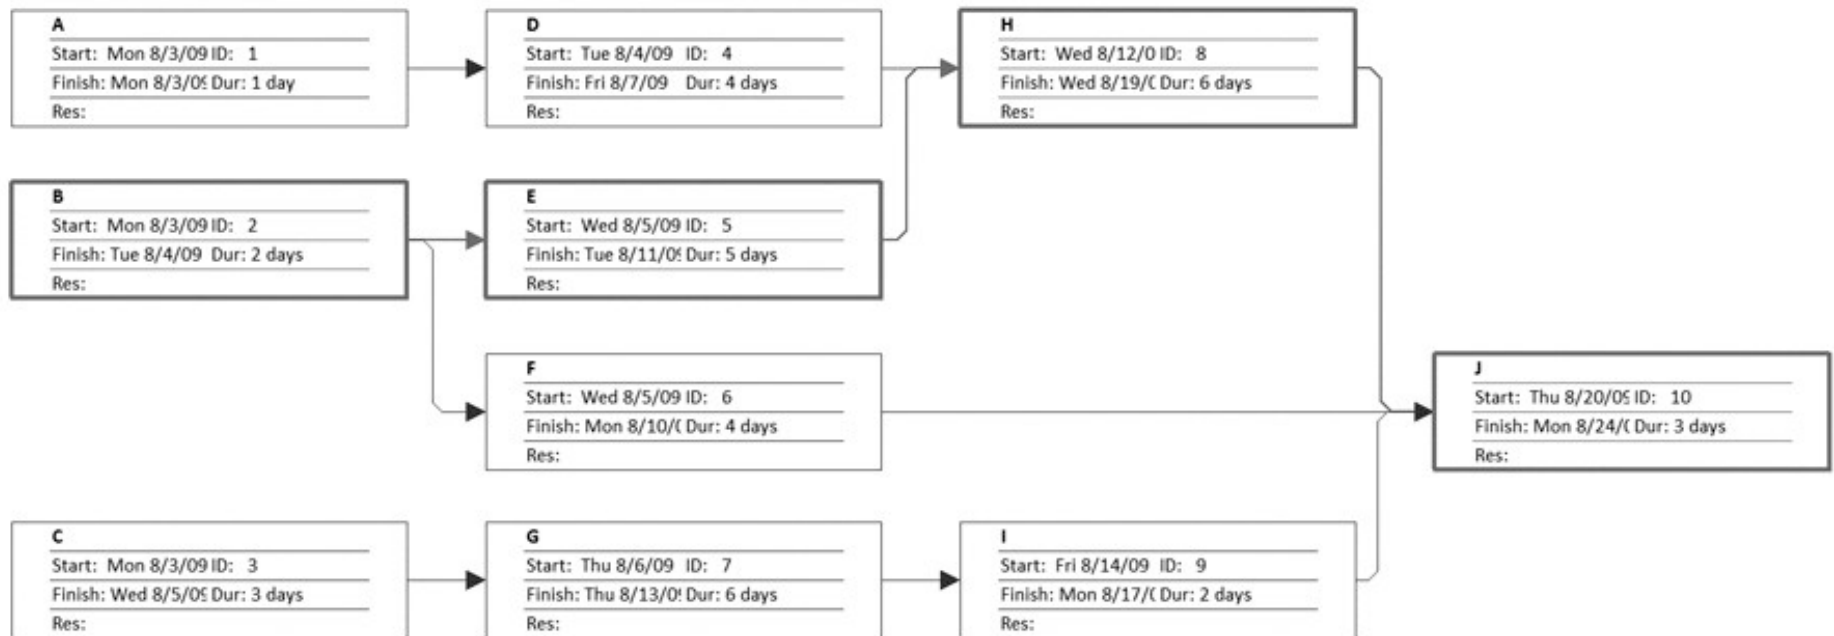 A
Start: Mon 8/3/09 ID: 1
Finish: Mon 8/3/09 Dur: 1 day
Res:
D
Start: Tue 8/4/09 ID: 4
Finish: Fri 8/7/09 Dur: 4 days
Res:
H
Start: Wed 8/12/0 ID: 8
Finish: Wed 8/19/( Dur: 6 days
Res:
B
Start: Mon 8/3/09 ID: 2
Finish: Tue 8/4/09 Dur: 2 days
Res:
E
Start: Wed 8/5/09 ID: 5
Finish: Tue 8/11/09 Dur: 5 days
Res:
F
Start: Wed 8/5/09 ID: 6
Finish: Mon 8/10/( Dur: 4 days
Res:
J
Start: Thu 8/20/09 ID: 10
Finish: Mon 8/24/( Dur: 3 days
Res:
C
Start: Mon 8/3/09 ID: 3
Finish: Wed 8/5/09 Dur: 3 days
Res:
G
Start: Thu 8/6/09 ID: 7
Finish: Thu 8/13/09 Dur: 6 days
Res:
I
Start: Fri 8/14/09 ID: 9
Finish: Mon 8/17/( Dur: 2 days
Res: